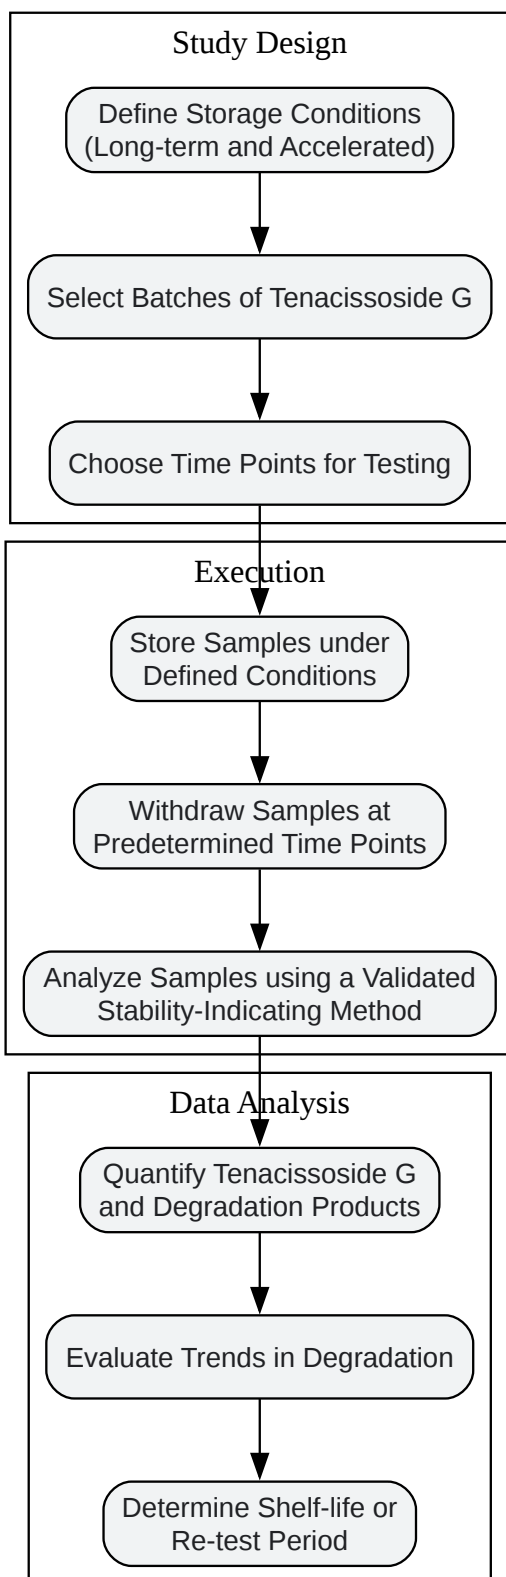 Study Design
Define Storage Conditions
(Long-term and Accelerated)
Select Batches of Tenacissoside G
Choose Time Points for Testing
Execution
Store Samples under
Defined Conditions
Withdraw Samples at
Predetermined Time Points
Analyze Samples using a Validated
Stability-Indicating Method
Data Analysis
Quantify Tenacissoside G
and Degradation Products
Evaluate Trends in Degradation
Determine Shelf-life or
Re-test Period